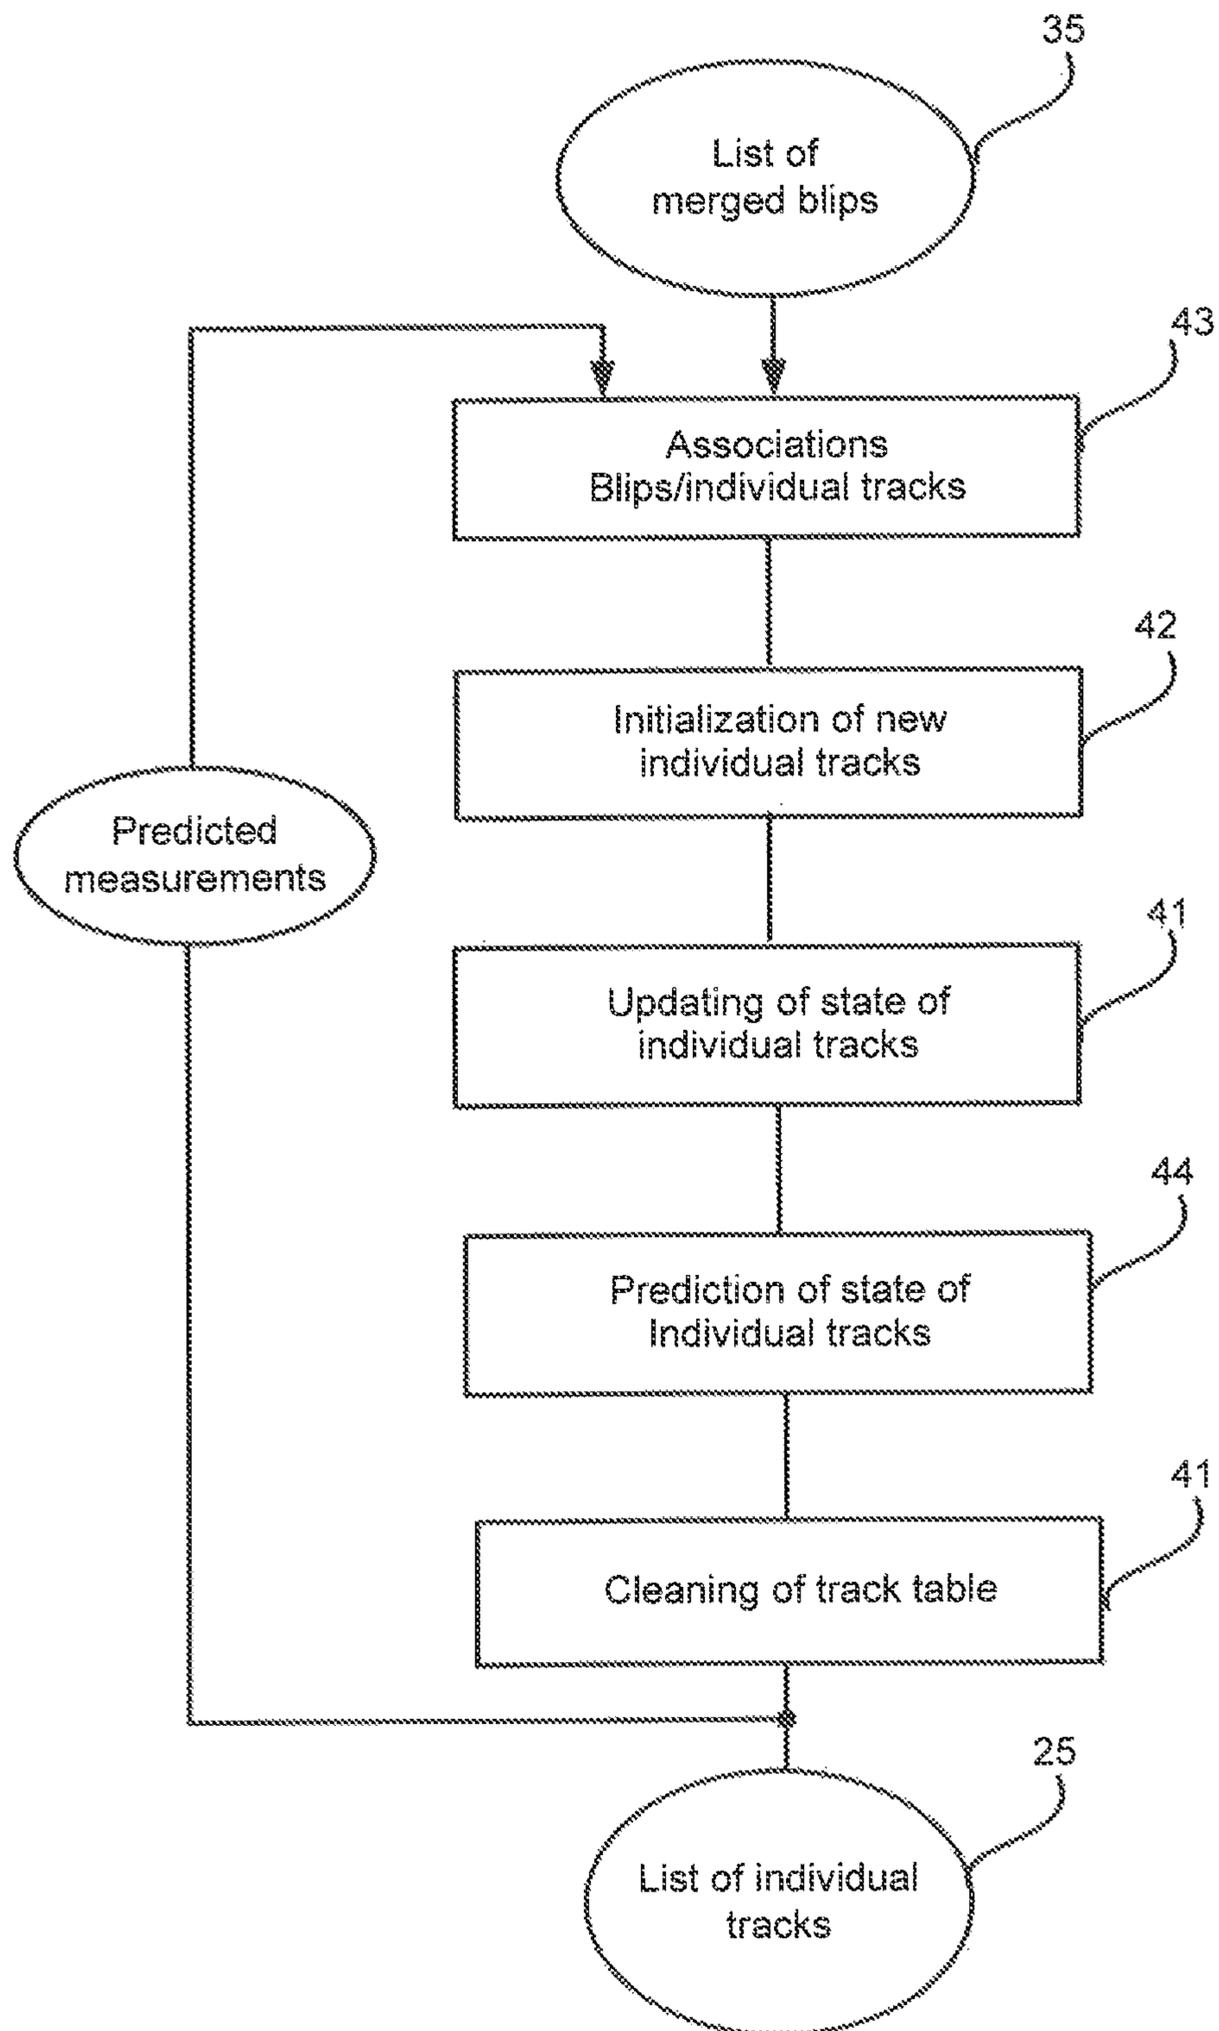 35
List of
merged blips
43
Associations
Blips/individual tracks
42
Initialization of new
individual tracks
Predicted
measurements
41
Updating of state of
individual tracks
44
Prediction of state of
Individual tracks
41
Cleaning of track table
25
List of individual
tracks